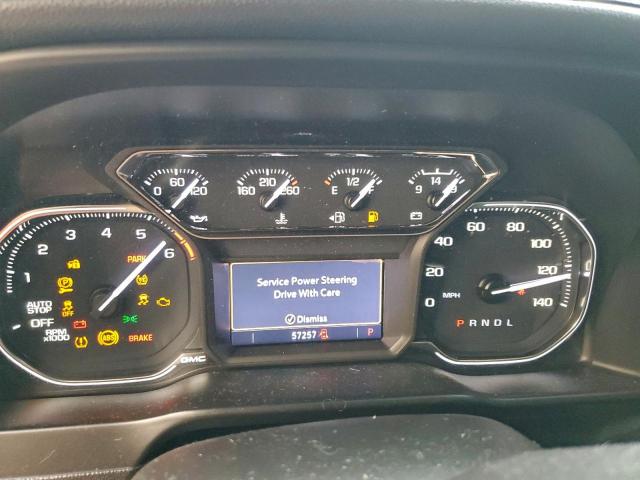 0 60 120
160 210 260
E 1/2 F
9 14 19
1 2 3 4 5 6
PARK
AUTO STOP
OFF
OFF
RPM x1000
ABS
BRAKE
GMC
Service Power Steering
Drive With Care
Dismiss
57257
P
0 20 40 60 80 100 120 140
MPH
P R N D L